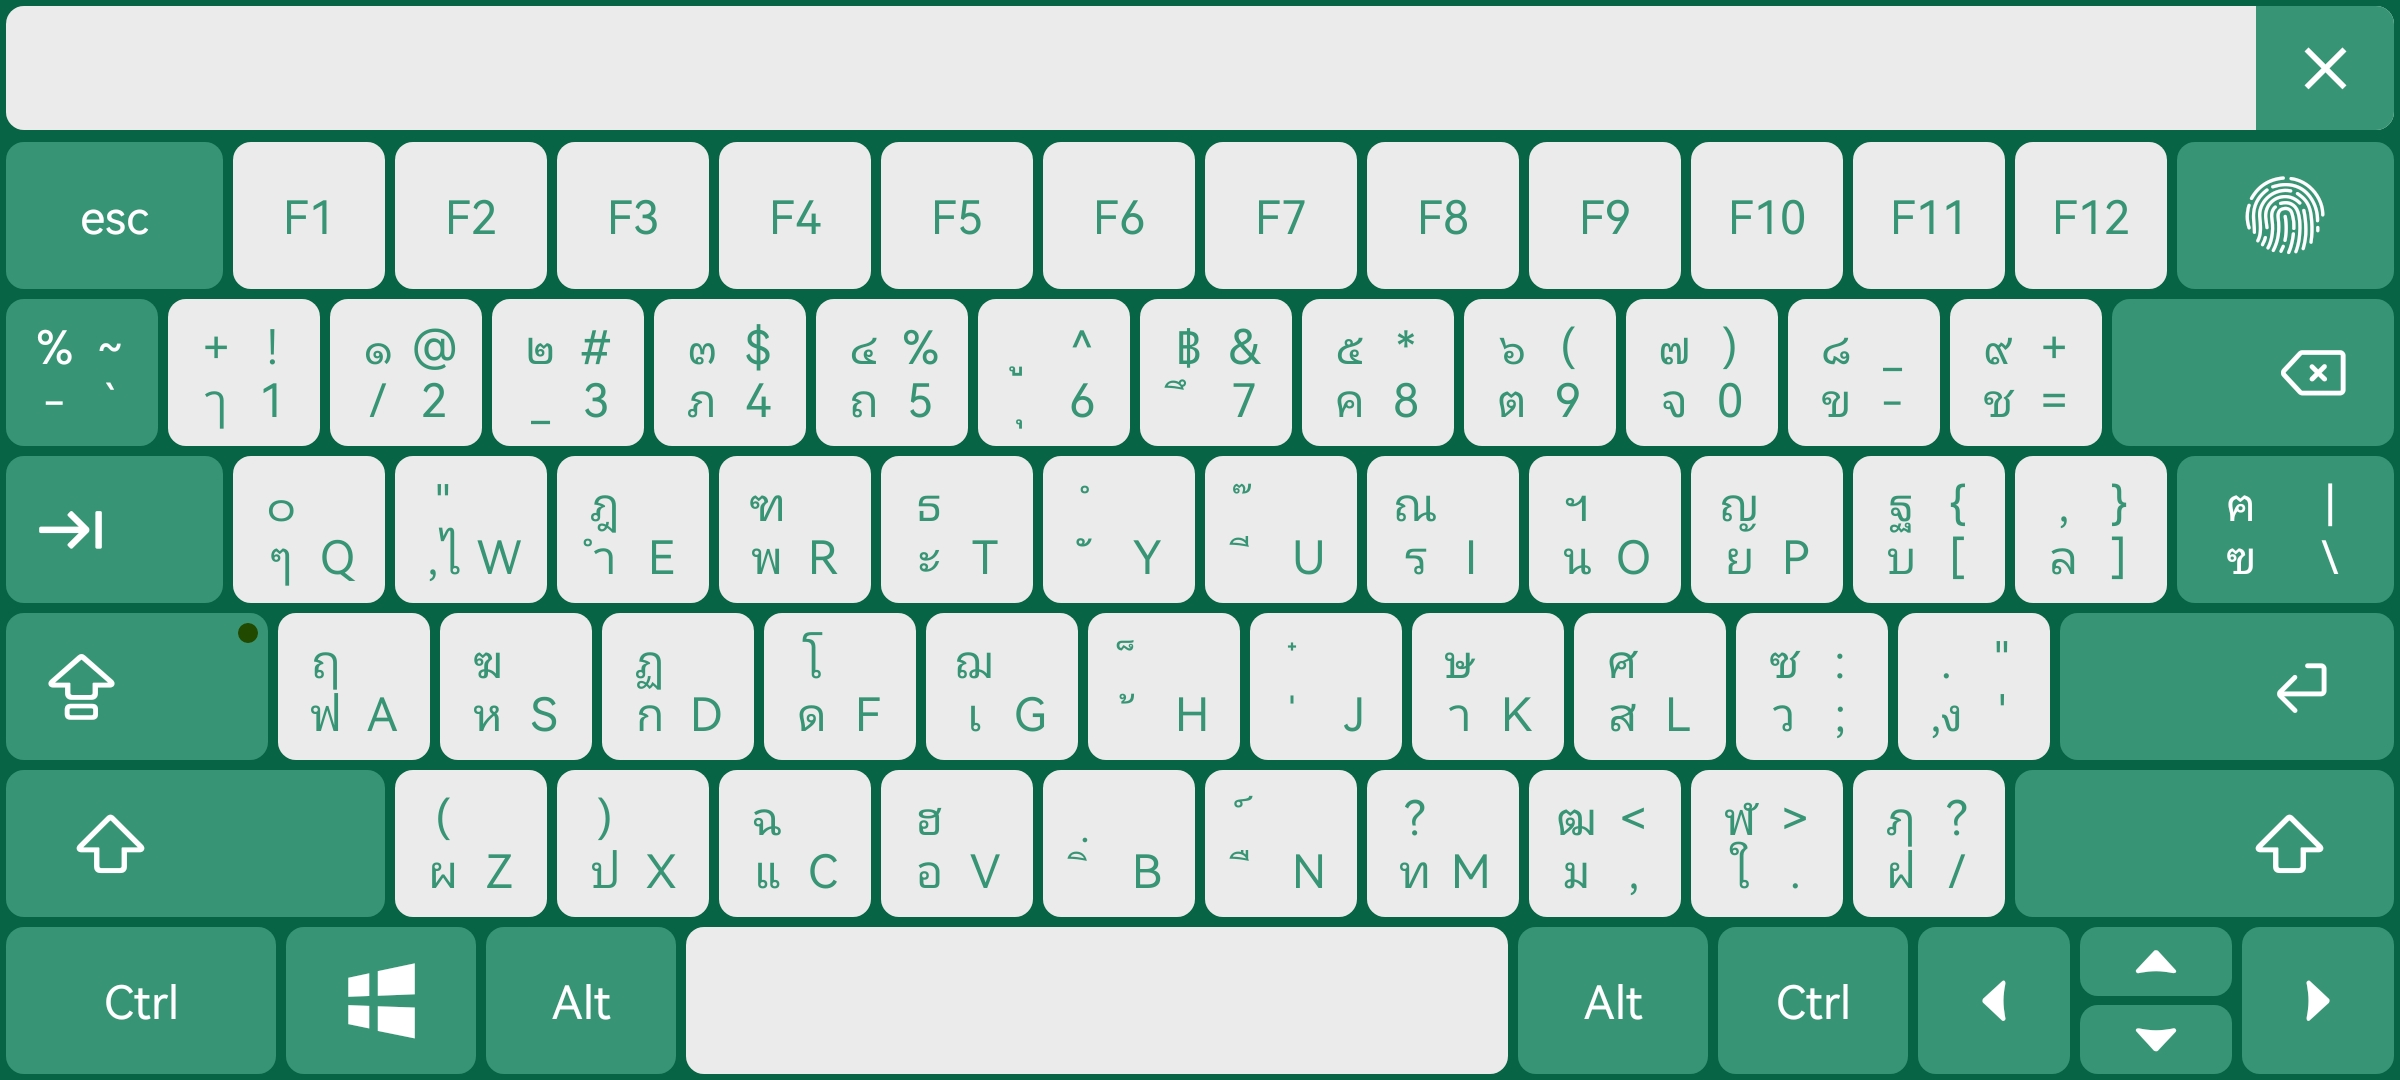 esc F1 F2 F3 F4 F5 F6 F7 F8 F9 F10 F11 F12
% ~ + ! ๑ @ ๒ # ๓ $ ๔ % ู ^ ฿ & ๕ * ๖ ( ๗ ) ๘ _ ๙ +
- ` ๅ 1 / 2 _ 3 ภ 4 ถ 5 ุ 6 ึ 7 ค 8 ต 9 จ 0 ข - ช =
๐ " ฎ ฑ ธ ํ ๊ ณ ฯ ญ ฐ { , } ฅ |
ๆ Q ,ไ W ำ E พ R ะ T ั Y ี U ร I น O ย P บ [ ล ] ฃ \
ฤ ฆ ฏ โ ฌ ็ ๋ ษ ศ ซ : . "
ฟ A ห S ก D ด F เ G ้ H ่ J า K ส L ว ; ,ง '
( ) ฉ ฮ ฺ ์ ? ฒ < ฬ > ฦ ?
ผ Z ป X แ C อ V ิ B ื N ท M ม , ใ . ฝ /
Ctrl Alt Alt Ctrl